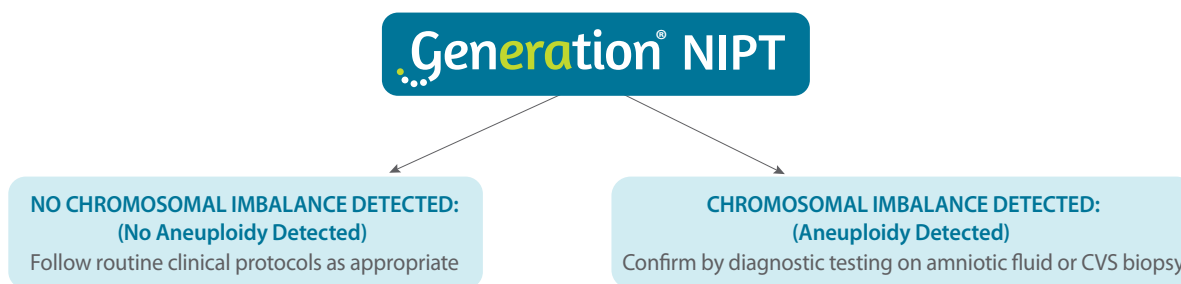 Generation® NIPT
NO CHROMOSOMAL IMBALANCE DETECTED:
(No Aneuploidy Detected)
Follow routine clinical protocols as appropriate
CHROMOSOMAL IMBALANCE DETECTED:
(Aneuploidy Detected)
Confirm by diagnostic testing on amniotic fluid or CVS biopsy